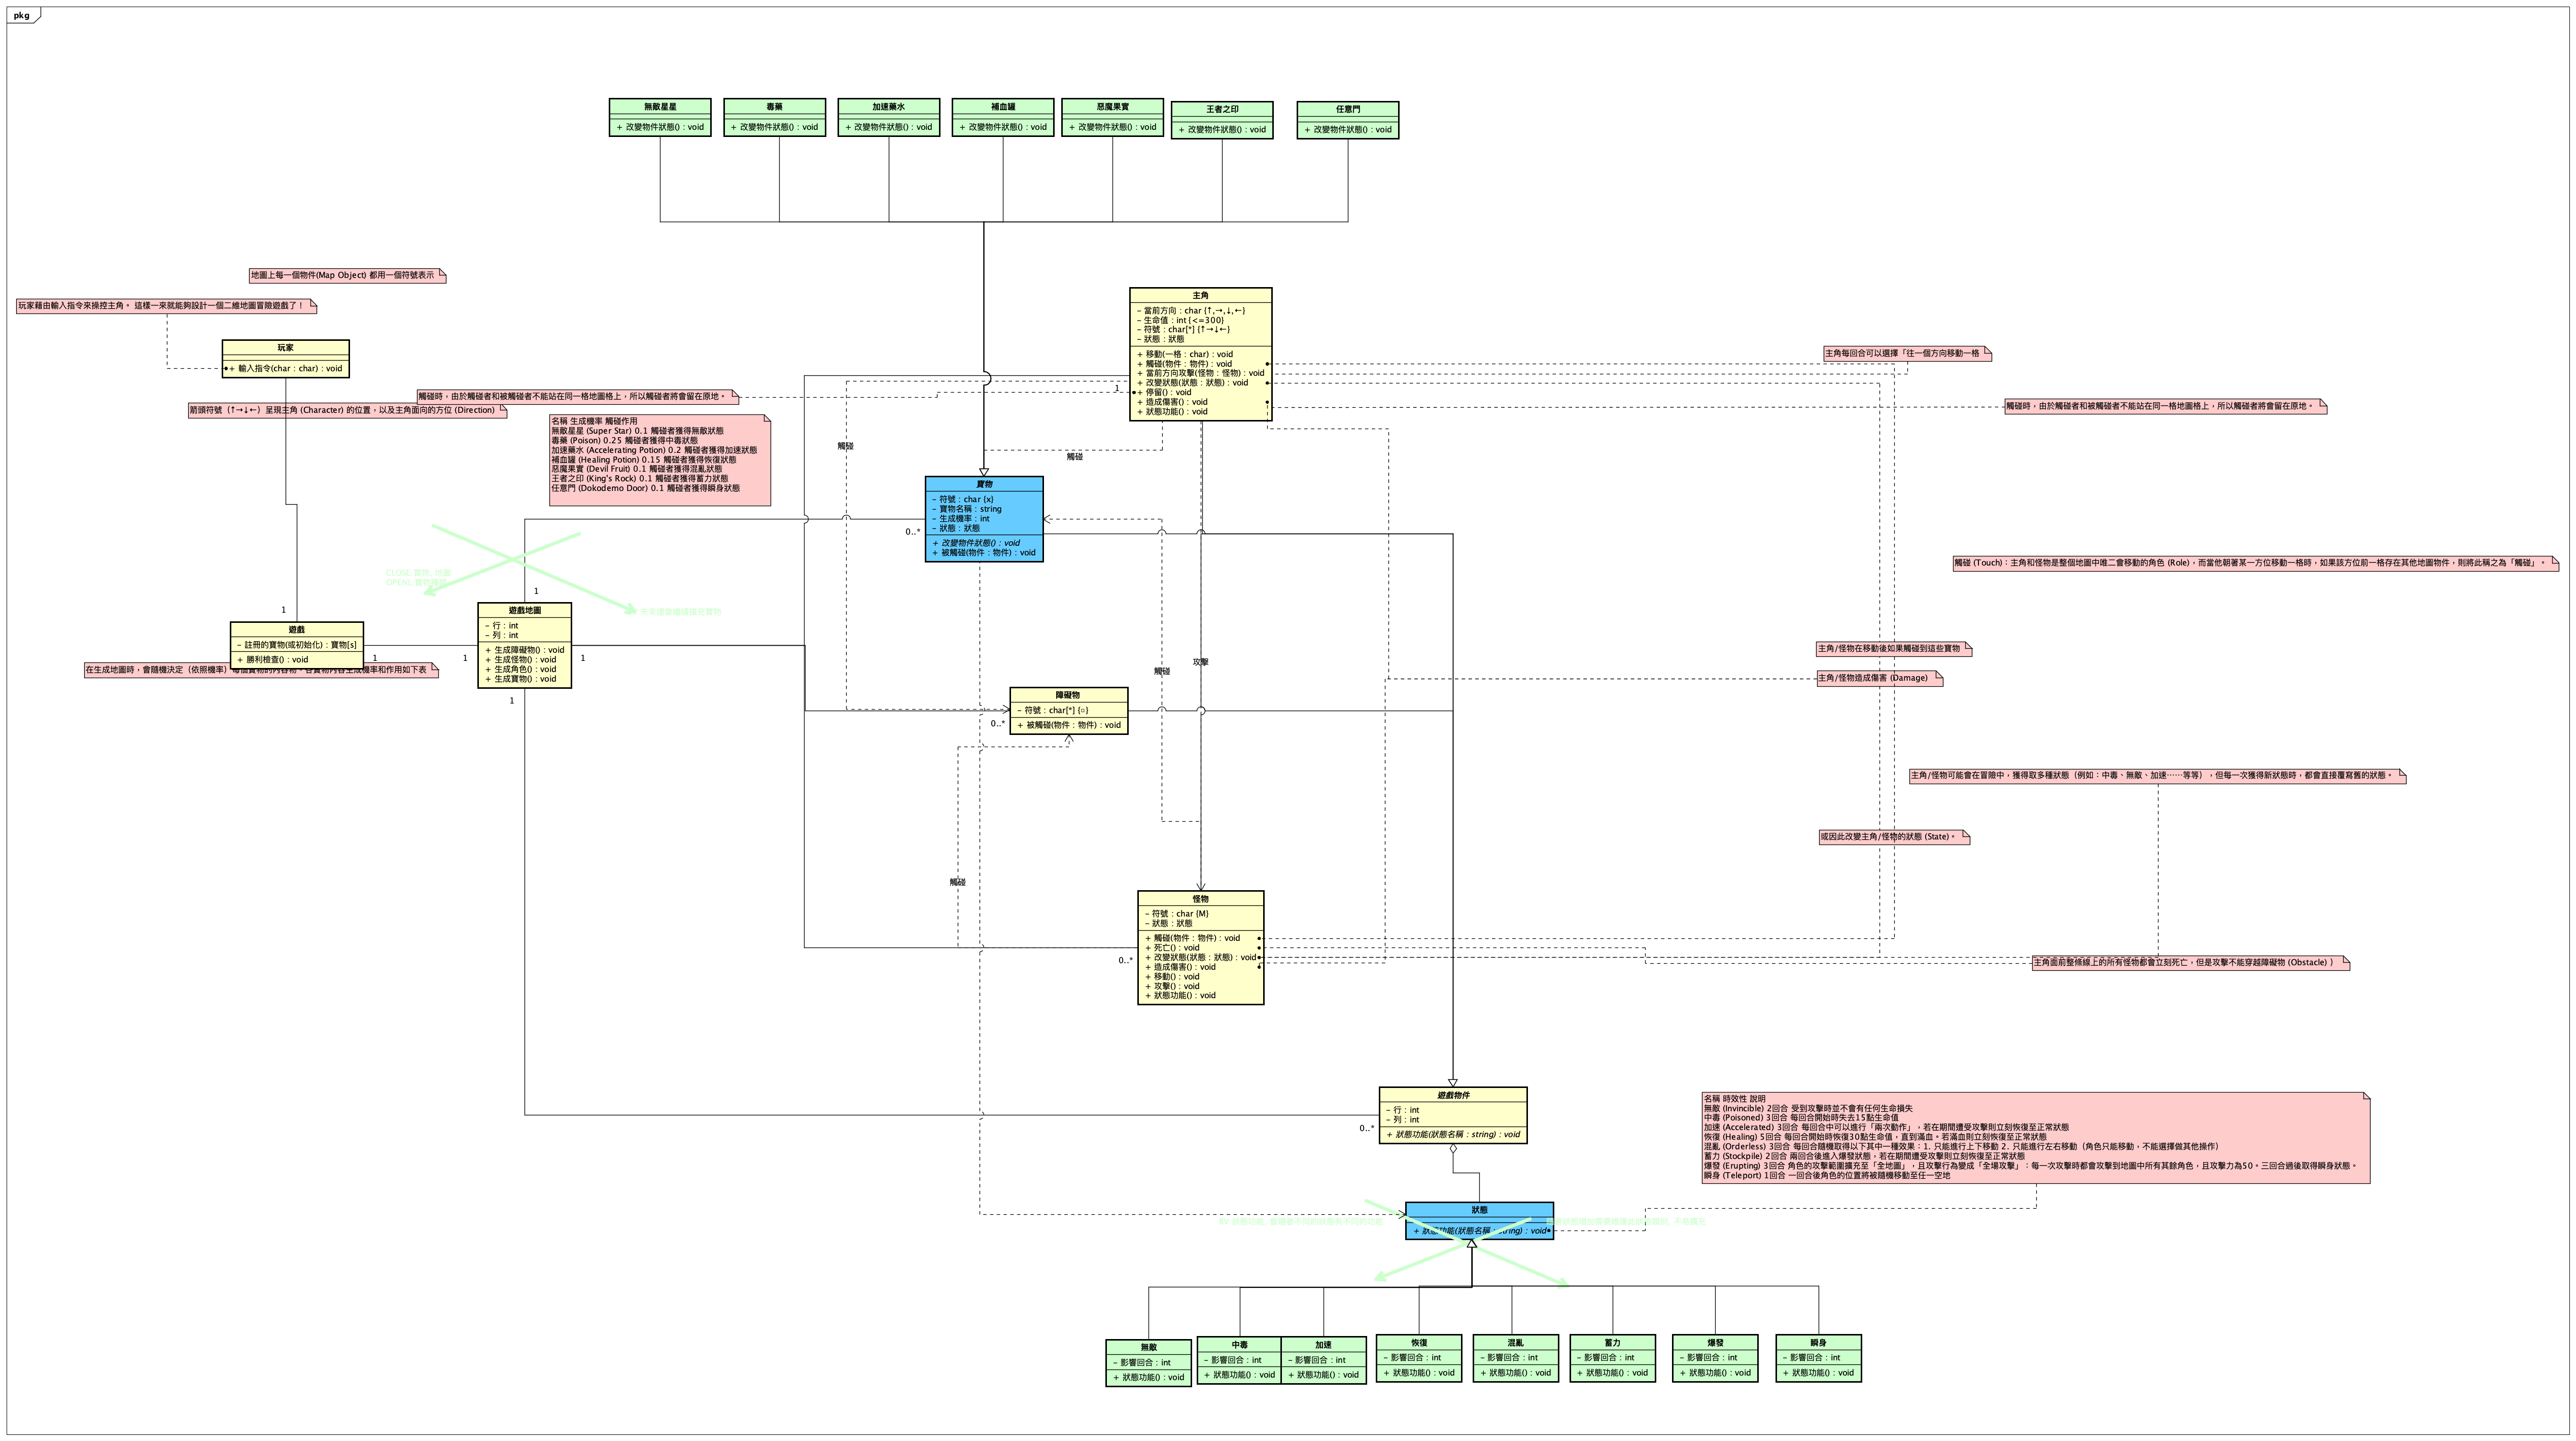 pkg
無敵星星
+ 改變物件狀態() : void
毒藥
+ 改變物件狀態() : void
加速藥水
+ 改變物件狀態() : void
補血罐
+ 改變物件狀態() : void
惡魔果實
+ 改變物件狀態() : void
王者之印
+ 改變物件狀態() : void
任意門
+ 改變物件狀態() : void
地圖上每一個物件(Map Object) 都用一個符號表示
玩家藉由輸入指令來操控主角。 這樣一來就能夠設計一個二維地圖冒險遊戲了！
玩家
+ 輸入指令(char : char) : void
箭頭符號（↑→↓←）呈現主角 (Character) 的位置，以及主角面向的方位 (Direction)
觸碰時，由於觸碰者和被觸碰者不能站在同一格地圖格上，所以觸碰者將會留在原地。
名稱 生成機率 觸碰作用
無敵星星 (Super Star) 0.1 觸碰者獲得無敵狀態
毒藥 (Poison) 0.25 觸碰者獲得中毒狀態
加速藥水 (Accelerating Potion) 0.2 觸碰者獲得加速狀態
補血罐 (Healing Potion) 0.15 觸碰者獲得恢復狀態
惡魔果實 (Devil Fruit) 0.1 觸碰者獲得混亂狀態
王者之印 (King's Rock) 0.1 觸碰者獲得蓄力狀態
任意門 (Dokodemo Door) 0.1 觸碰者獲得瞬身狀態
主角
- 當前方向 : char {↑,→,↓,←}
- 生命值 : int {<=300}
- 符號 : char[*] {↑→↓←}
- 狀態 : 狀態
+ 移動(一格 : char) : void
+ 觸碰(物件 : 物件) : void
+ 當前方向攻擊(怪物 : 怪物) : void
+ 改變狀態(狀態 : 狀態) : void
+ 停留() : void
+ 造成傷害() : void
+ 狀態功能() : void
1
主角每回合可以選擇「往一個方向移動一格
觸碰時，由於觸碰者和被觸碰者不能站在同一格地圖格上，所以觸碰者將會留在原地。
觸碰
觸碰
寶物
- 符號 : char {x}
- 寶物名稱 : string
- 生成機率 : int
- 狀態 : 狀態
+ 改變物件狀態() : void
+ 被觸碰(物件 : 物件) : void
0..*
觸碰 (Touch)：主角和怪物是整個地圖中唯二會移動的角色 (Role)，而當他朝著某一方位移動一格時，如果該方位前一格存在其他地圖物件，則將此稱之為「觸碰」。
CLOSE 寶物, 地圖
OPEN
1
1
遊戲
- 註冊的寶物(或初始化) : 寶物[s]
+ 勝利檢查() : void
1
在生成地圖時，會隨機決定（依照機率）每個寶物的內容物。各寶物內容生成機率和作用如下表
遊戲地圖
- 行 : int
- 列 : int
+ 生成障礙物() : void
+ 生成怪物() : void
+ 生成角色() : void
+ 生成寶物() : void
1
1
1
主角/怪物在移動後如果觸碰到這些寶物
攻擊
觸碰
主角/怪物造成傷害 (Damage)
障礙物
- 符號 : char[*] {□}
+ 被觸碰(物件 : 物件) : void
0..*
主角/怪物可能會在冒險中，獲得取多種狀態（例如：中毒、無敵、加速……等等），但每一次獲得新狀態時，都會直接覆寫舊的狀態。
或因此改變主角/怪物的狀態 (State)。
觸碰
怪物
- 符號 : char {M}
- 狀態 : 狀態
+ 觸碰(物件 : 物件) : void
+ 死亡() : void
+ 改變狀態(狀態 : 狀態) : void
+ 造成傷害() : void
+ 移動() : void
+ 攻擊() : void
+ 狀態功能() : void
0..*
主角面前整條線上的所有怪物都會立刻死亡，但是攻擊不能穿越障礙物 (Obstacle) ）
遊戲物件
- 行 : int
- 列 : int
+ 狀態功能(狀態名稱 : string) : void
0..*
名稱 時效性 說明
無敵 (Invincible) 2回合 受到攻擊時並不會有任何生命損失
中毒 (Poisoned) 3回合 每回合開始時失去15點生命值
加速 (Accelerated) 3回合 每回合中可以進行「兩次動作」，若在期間遭受攻擊則立刻恢復至正常狀態
恢復 (Healing) 5回合 每回合開始時恢復30點生命值，直到滿血。若滿血則立刻恢復至正常狀態
混亂 (Orderless) 3回合 每回合隨機取得以下其中一種效果：1. 只能進行上下移動 2. 只能進行左右移動（角色只能移動，不能選擇做其他操作）
蓄力 (Stockpile) 2回合 兩回合後進入爆發狀態，若在期間遭受攻擊則立刻恢復至正常狀態
爆發 (Erupting) 3回合 角色的攻擊範圍擴充至「全地圖」，且攻擊行為變成「全場攻擊」：每一次攻擊時都會攻擊到地圖中所有其餘角色，且攻擊力為50。三回合過後取得瞬身狀態。
瞬身 (Teleport) 1回合 一回合後角色的位置將被隨機移動至任一空地
狀態
+ 狀態功能(狀態名稱 : string) : void
無敵
- 影響回合 : int
+ 狀態功能() : void
中毒
- 影響回合 : int
+ 狀態功能() : void
加速
- 影響回合 : int
+ 狀態功能() : void
恢復
- 影響回合 : int
+ 狀態功能() : void
混亂
- 影響回合 : int
+ 狀態功能() : void
蓄力
- 影響回合 : int
+ 狀態功能() : void
爆發
- 影響回合 : int
+ 狀態功能() : void
瞬身
- 影響回合 : int
+ 狀態功能() : void